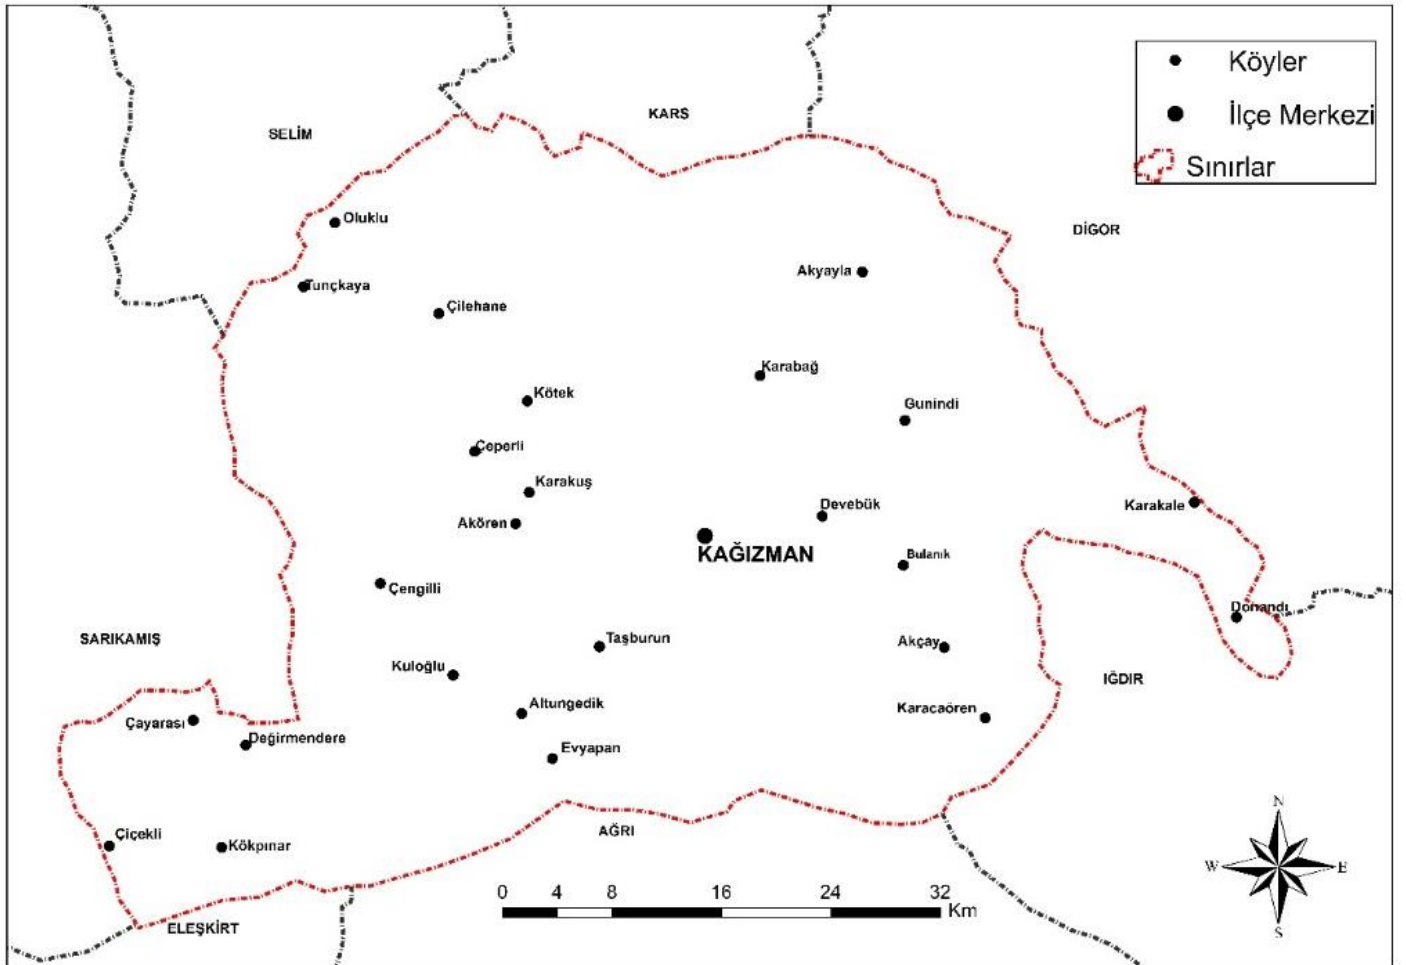 Köyler
İlçe Merkezi
Sınırlar
KARŞ
SELİM
DİGOR
Oluklu
Akyayla
Tunçkaya
Çilehane
Karabağ
Kötek
Gunindi
Çeperli
Karakuş
Devebük
Karakale
Akören
KAĞIZMAN
Bulanık
Çengilli
Donandı
SARIKAMIŞ
Taşburun
Akçay
Kuloğlu
IĞDIR
Altungedik
Karacaören
Çayarası
Değirmendere
Evyapan
N
AĞRI
Çiçekli
Kökpınar
W E
0 4 8 16 24 32
Km
ELEŞKİRT
S